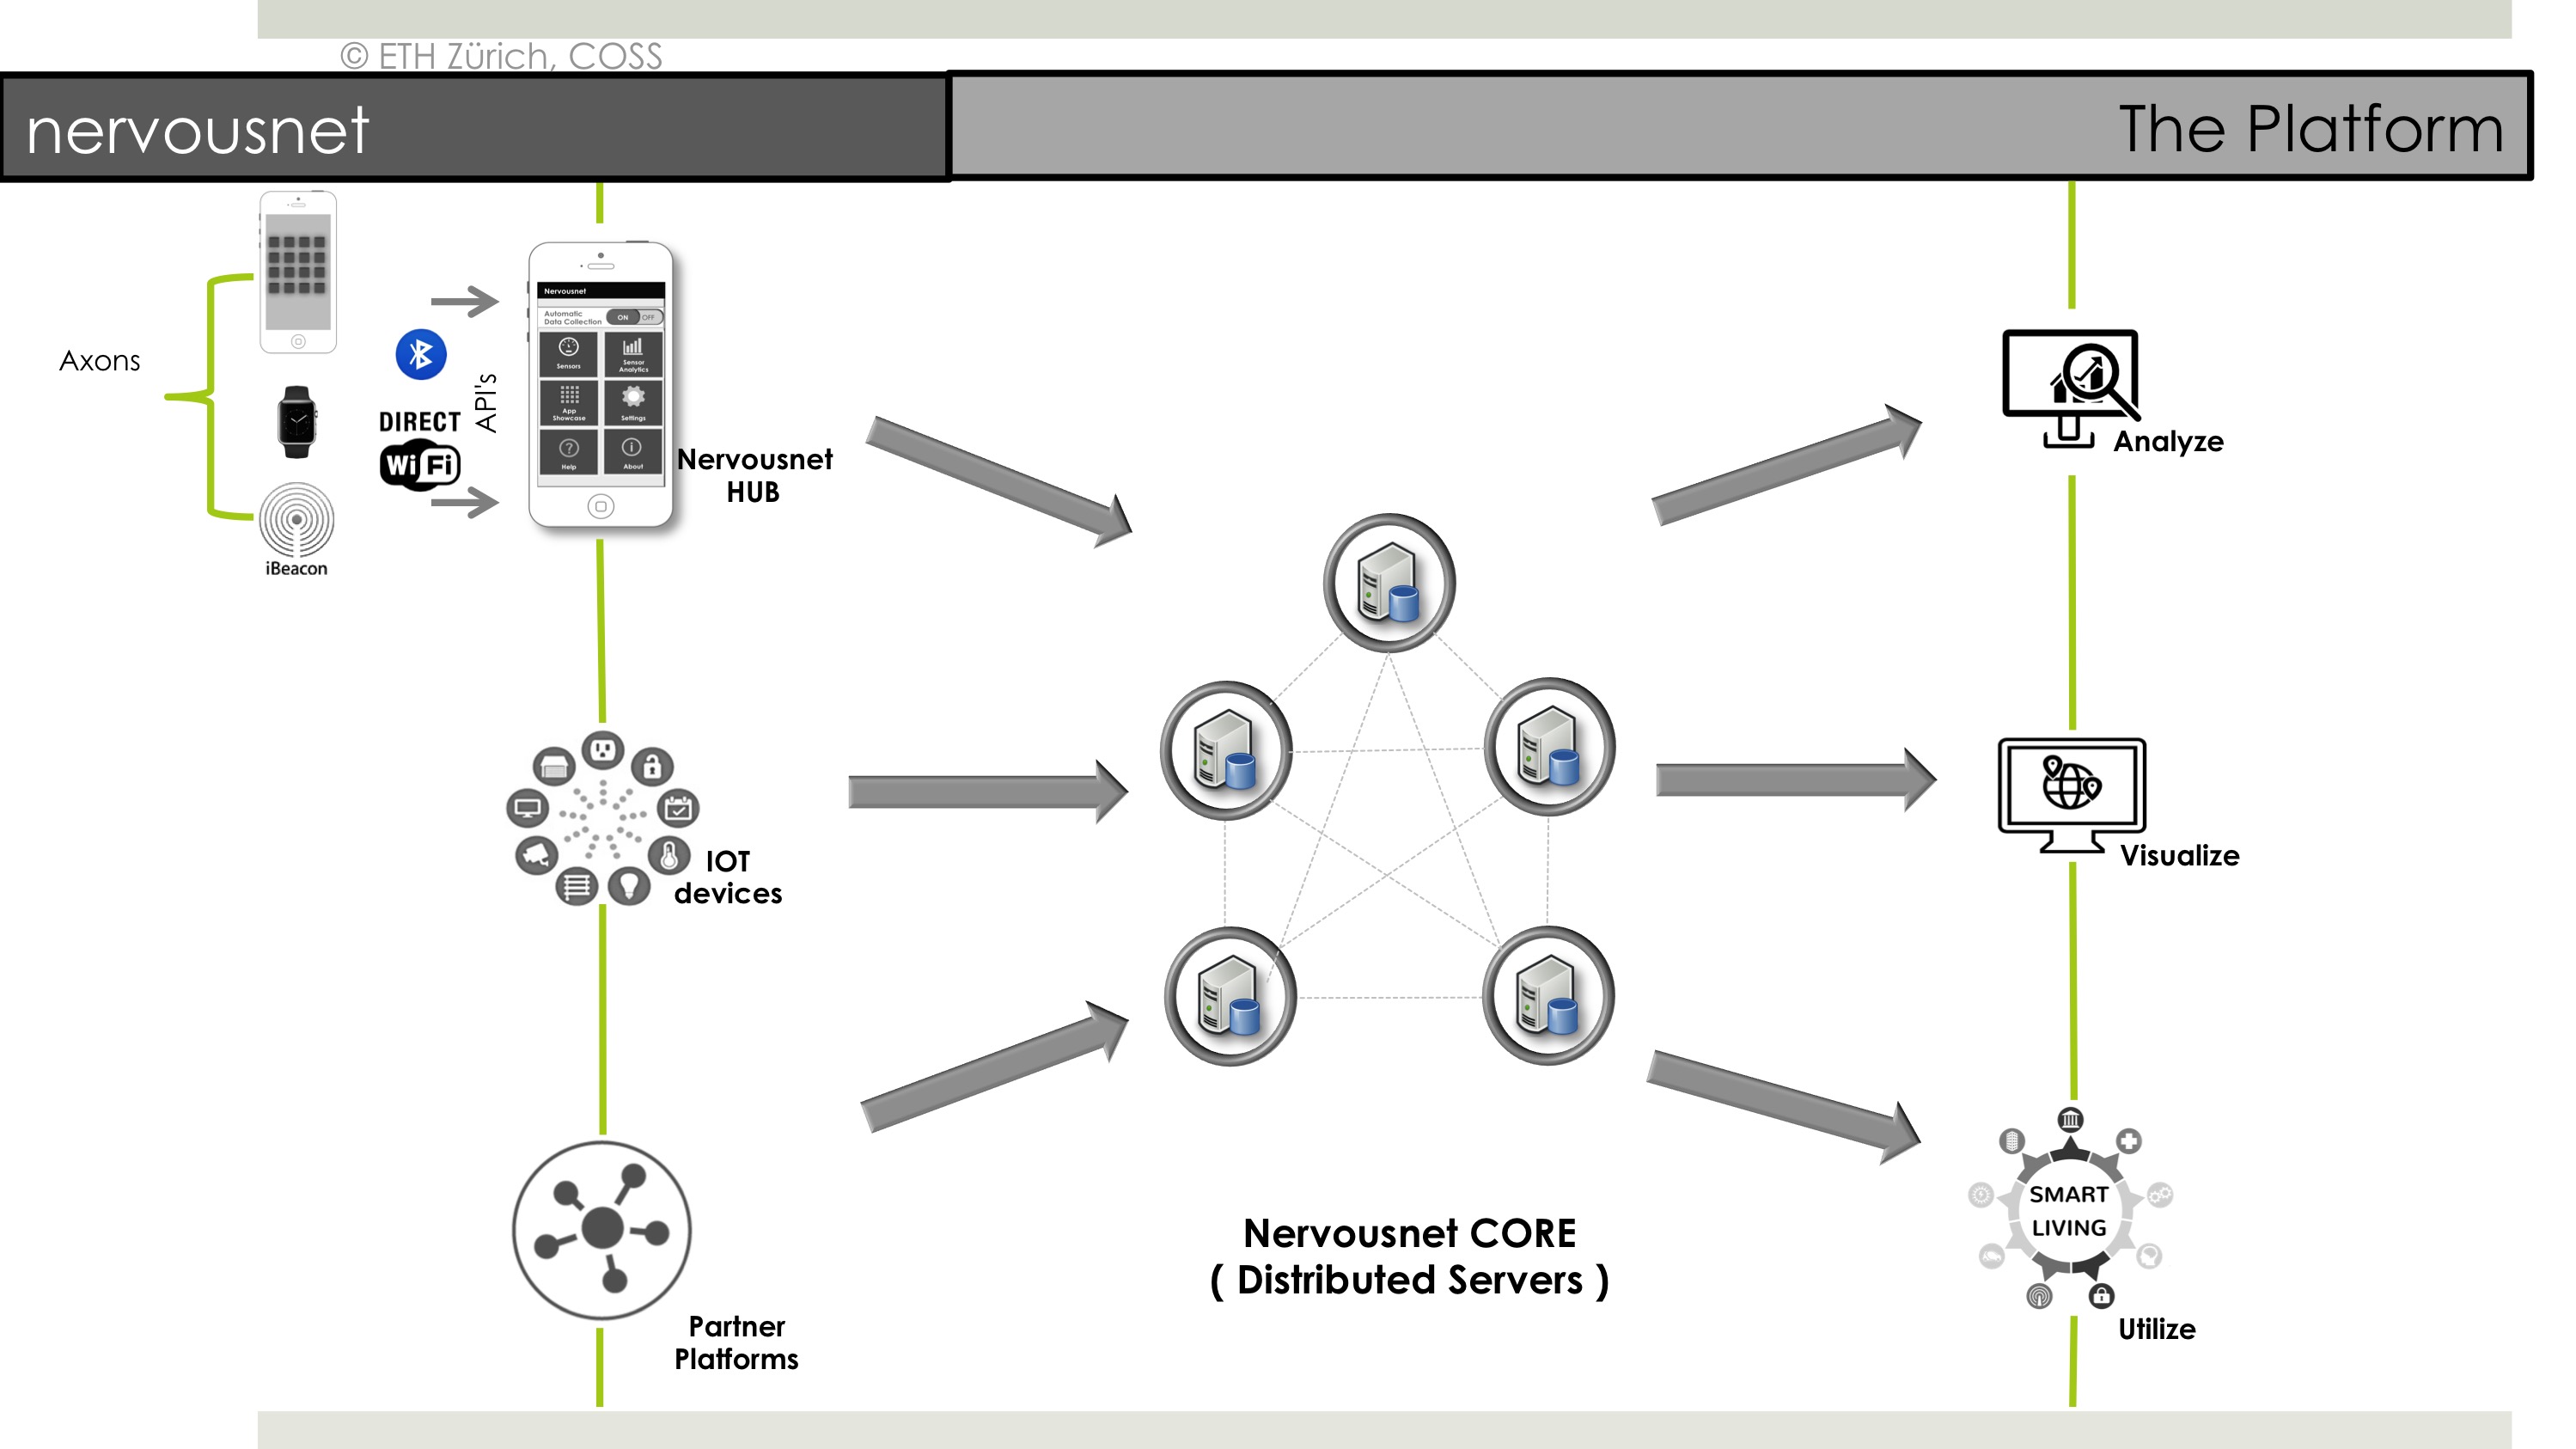 © ETH Zürich, COSS
nervousnet
The Platform
Axons
iBeacon
DIRECT
WiFi
API's
Nervousnet
Automatic
Data Collection
ON
OFF
Sensors
Sensor
Analytics
App
Showcase
Settings
Help
About
Nervousnet
HUB
IOT
devices
Partner
Platforms
Nervousnet CORE
( Distributed Servers )
Analyze
Visualize
SMART
LIVING
Utilize